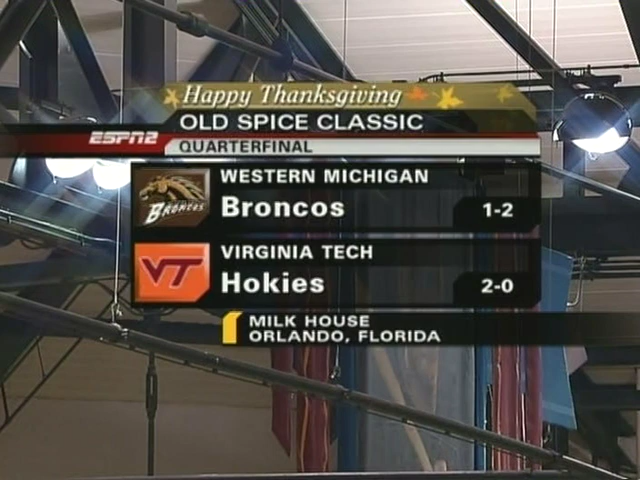 Happy Thanksgiving
OLD SPICE CLASSIC
ESPN2
QUARTERFINAL
WESTERN MICHIGAN
BRONCOS
Broncos
1-2
VIRGINIA TECH
VT
Hokies
2-0
MILK HOUSE
ORLANDO, FLORIDA